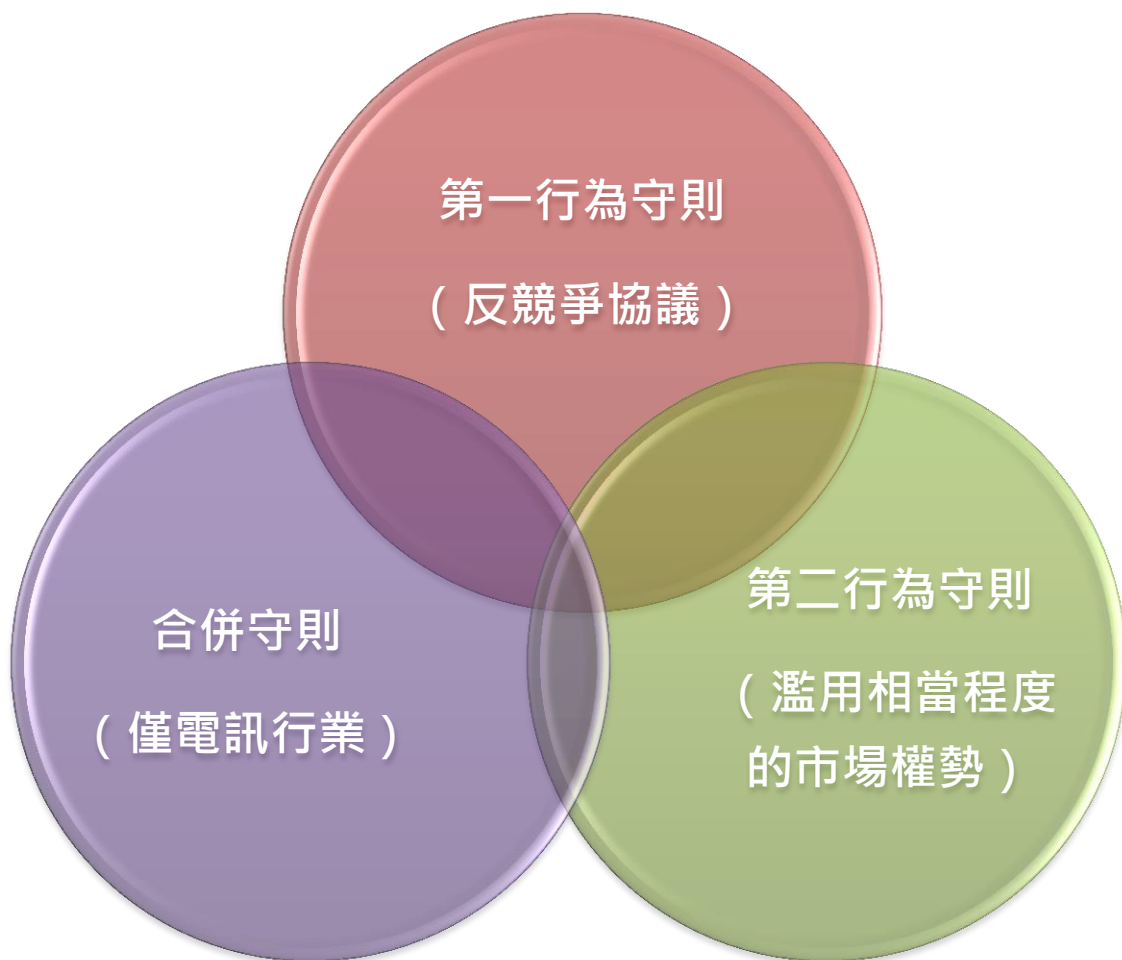 第一行為守則
（反競爭協議）
合併守則
（僅電訊行業）
第二行為守則
（濫用相當程度
的市場權勢）